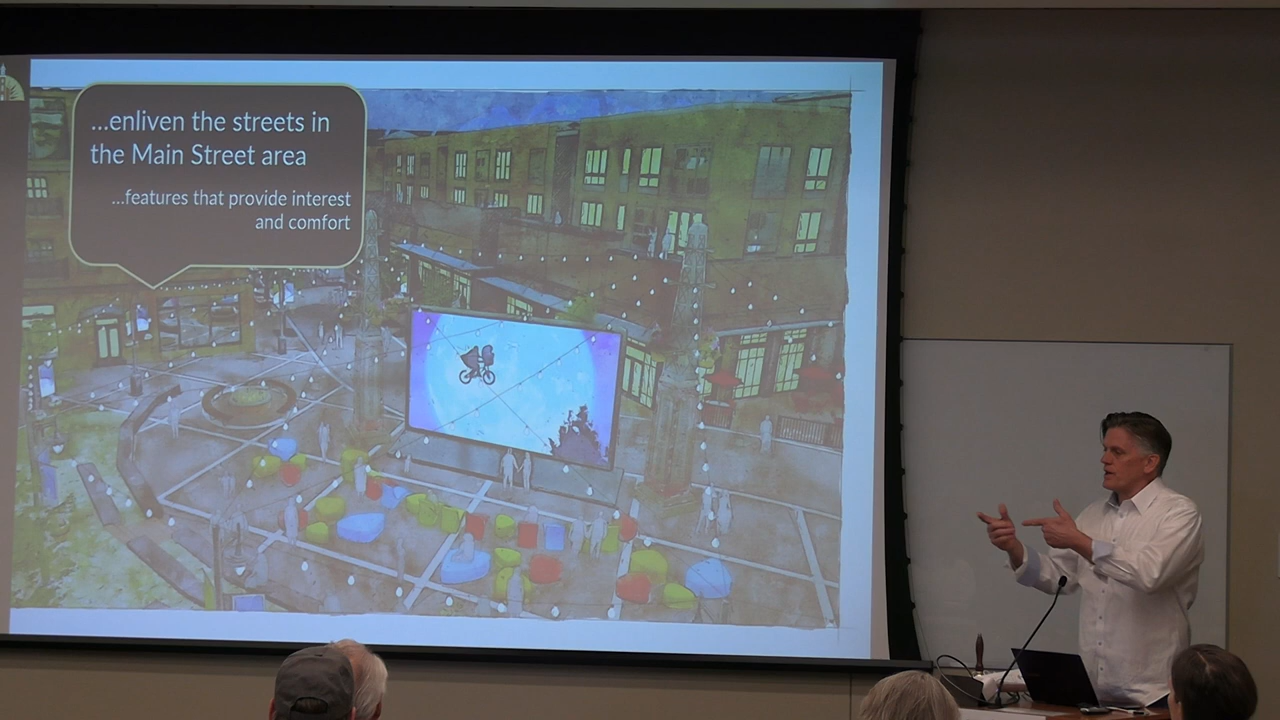 ...enliven the streets in
the Main Street area
...features that provide interest
and comfort